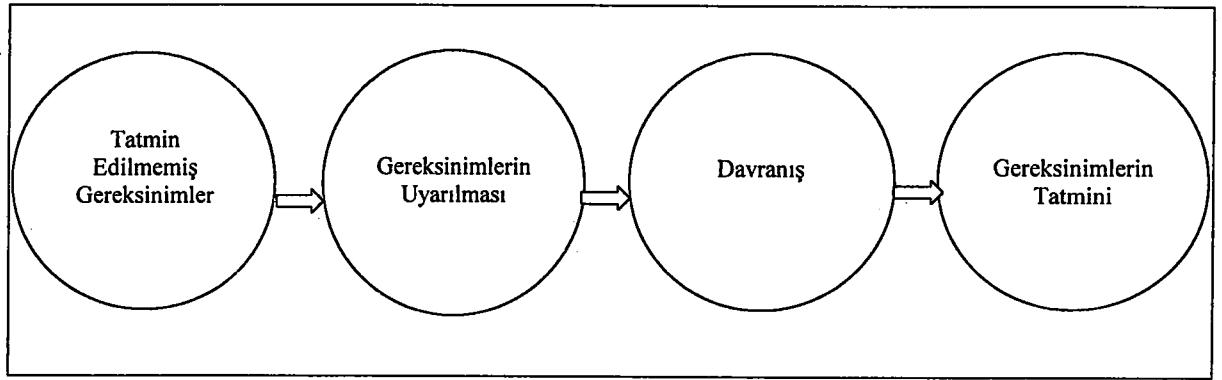 Tatmin
Edilmemiş
Gereksinimler
Gereksinimlerin
Uyarılması
Davranış
Gereksinimlerin
Tatmini